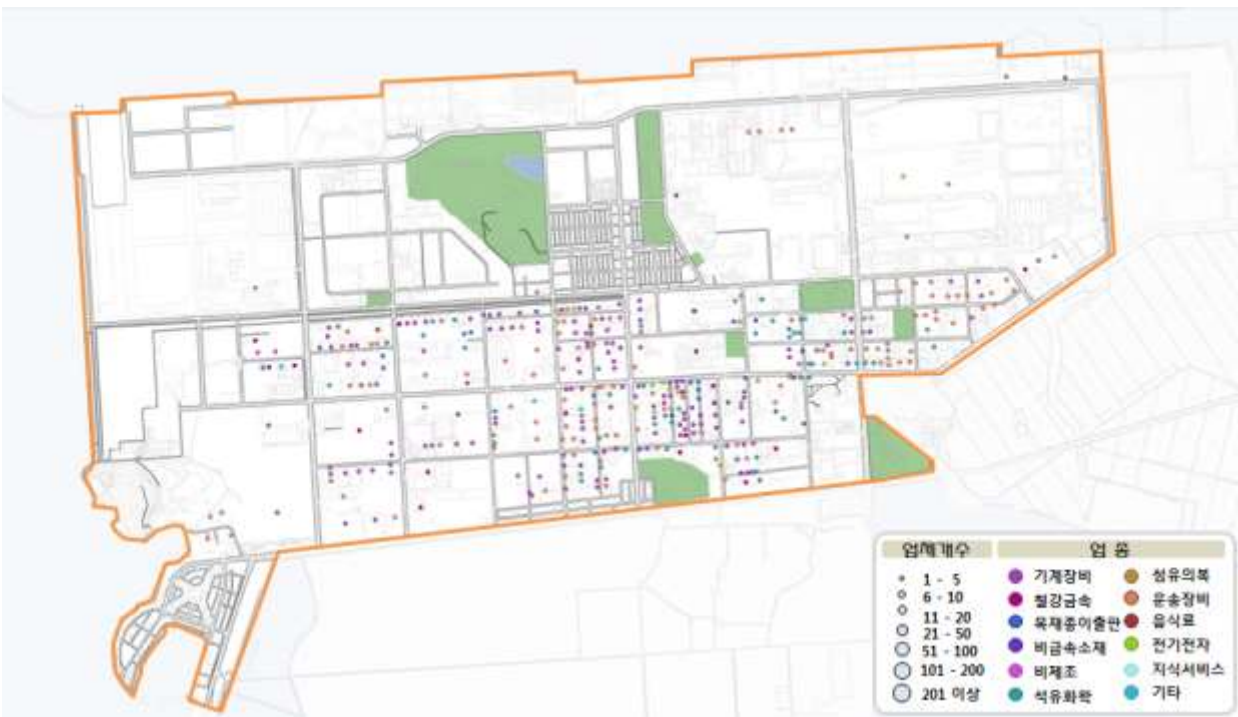 업체개수
업 종
1 - 5
6 - 10
11 - 20
21 - 50
51 - 100
101 - 200
201 이상
기계장비
철강금속
목재종이출판
비금속소재
비제조
석유화학
섬유의복
운송장비
음식료
전기전자
지식서비스
기타